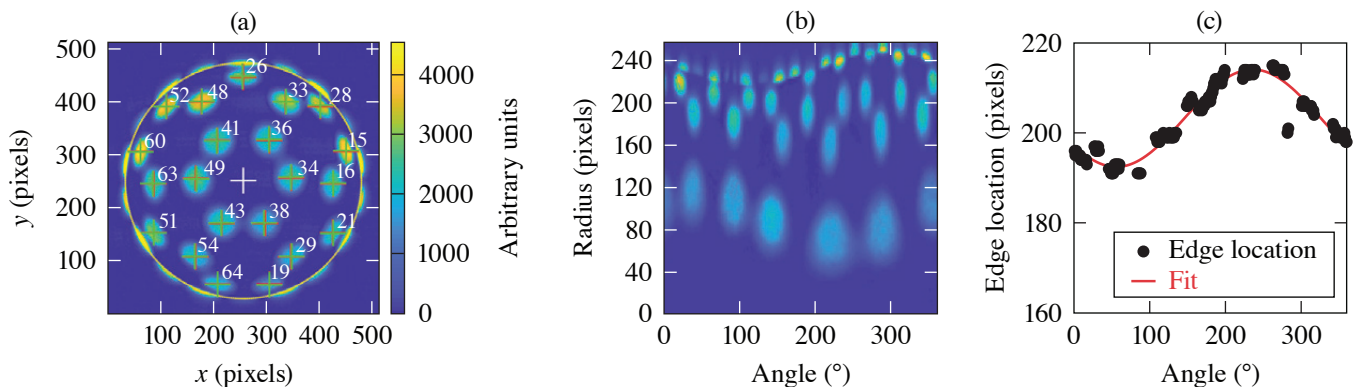 (a)
500
400
300
200
100
y (pixels)
26
52
48
33
28
41
36
60
15
49
34
63
16
43
38
51
21
54
29
64
19
100 200 300 400 500
x (pixels)
4000
3000
2000
1000
0
Arbitrary units
(b)
240
200
160
120
80
40
0
Radius (pixels)
0 100 200 300
Angle (°)
(c)
220
200
180
160
Edge location (pixels)
Edge location
Fit
0 100 200 300
Angle (°)